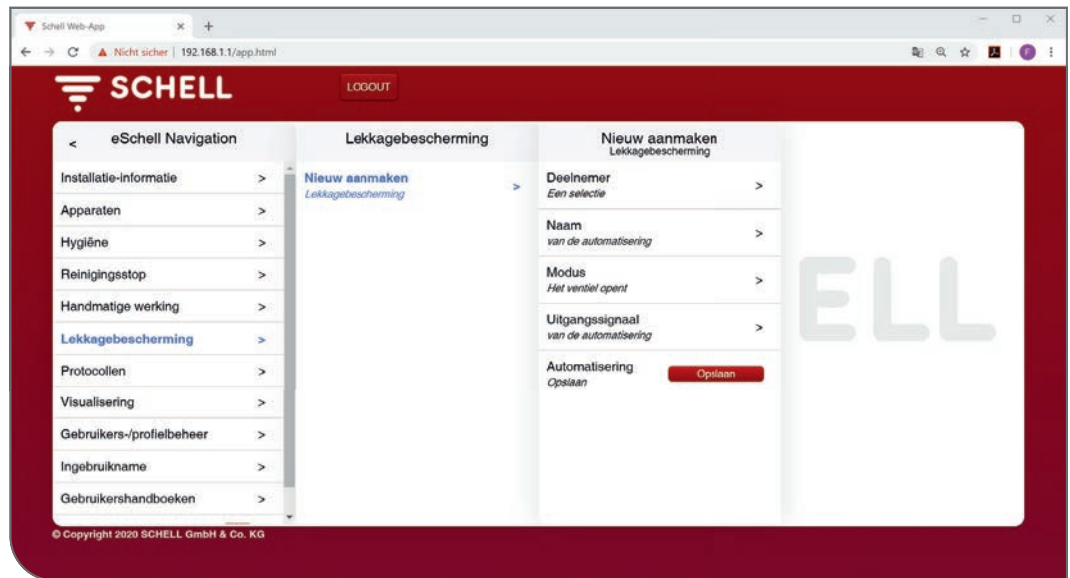 Schell Web-App
Nicht sicher | 192.168.1.1/app.html
F
SCHELL
LOGOUT
< eSchell Navigation
Installatie-informatie >
Apparaten >
Hygiëne >
Reinigingsstop >
Handmatige werking >
Lekkagebescherming >
Protocollen >
Visualisering >
Gebruikers-/profielbeheer >
Ingebruikname >
Gebruikershandboeken >
Lekkagebescherming
Nieuw aanmaken >
Lekkagebescherming
Nieuw aanmaken
Lekkagebescherming
Deelnemer >
Een selectie
Naam >
van de automatisering
Modus >
Het ventiel opent
Uitgangssignaal >
van de automatisering
Automatisering
Opslaan
Opslaan
ELL
© Copyright 2020 SCHELL GmbH & Co. KG